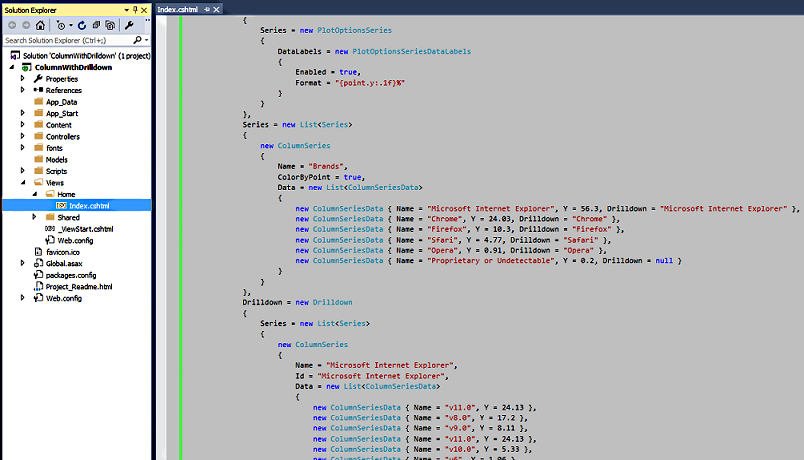 Solution Explorer
Search Solution Explorer (Ctrl+;)
Solution 'ColumnWithDrilldown' (1 project)
ColumnWithDrilldown
Properties
References
App_Data
App_Start
Content
Controllers
fonts
Models
Scripts
Views
Home
Index.cshtml
Shared
_ViewStart.cshtml
Web.config
favicon.ico
Global.asax
packages.config
Project_Readme.html
Web.config
Index.cshtml
{
Series = new PlotOptionsSeries
{
DataLabels = new PlotOptionsSeriesDataLabels
{
Enabled = true,
Format = "{point.y:.1f}%"
}
}
},
Series = new List<Series>
{
new ColumnSeries
{
Name = "Brands",
ColorByPoint = true,
Data = new List<ColumnSeriesData>
{
new ColumnSeriesData { Name = "Microsoft Internet Explorer", Y = 56.3, Drilldown = "Microsoft Internet Explorer" },
new ColumnSeriesData { Name = "Chrome", Y = 24.03, Drilldown = "Chrome" },
new ColumnSeriesData { Name = "Firefox", Y = 10.3, Drilldown = "Firefox" },
new ColumnSeriesData { Name = "Sfari", Y = 4.77, Drilldown = "Safari" },
new ColumnSeriesData { Name = "Opera", Y = 0.91, Drilldown = "Opera" },
new ColumnSeriesData { Name = "Proprietary or Undetectable", Y = 0.2, Drilldown = null }
}
}
},
Drilldown = new Drilldown
{
Series = new List<Series>
{
new ColumnSeries
{
Name = "Microsoft Internet Explorer",
Id = "Microsoft Internet Explorer",
Data = new List<ColumnSeriesData>
{
new ColumnSeriesData { Name = "v11.0", Y = 24.13 },
new ColumnSeriesData { Name = "v8.0", Y = 17.2 },
new ColumnSeriesData { Name = "v9.0", Y = 8.11 },
new ColumnSeriesData { Name = "v11.0", Y = 24.13 },
new ColumnSeriesData { Name = "v10.0", Y = 5.33 },
new ColumnSeriesData { Name = "v6", Y = 1.06 },